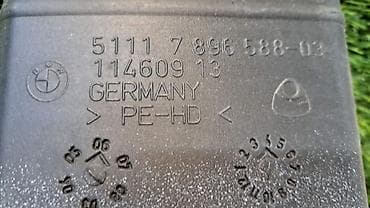 5111 7 896 588-03
114609 13
GERMANY
> PE-HD <